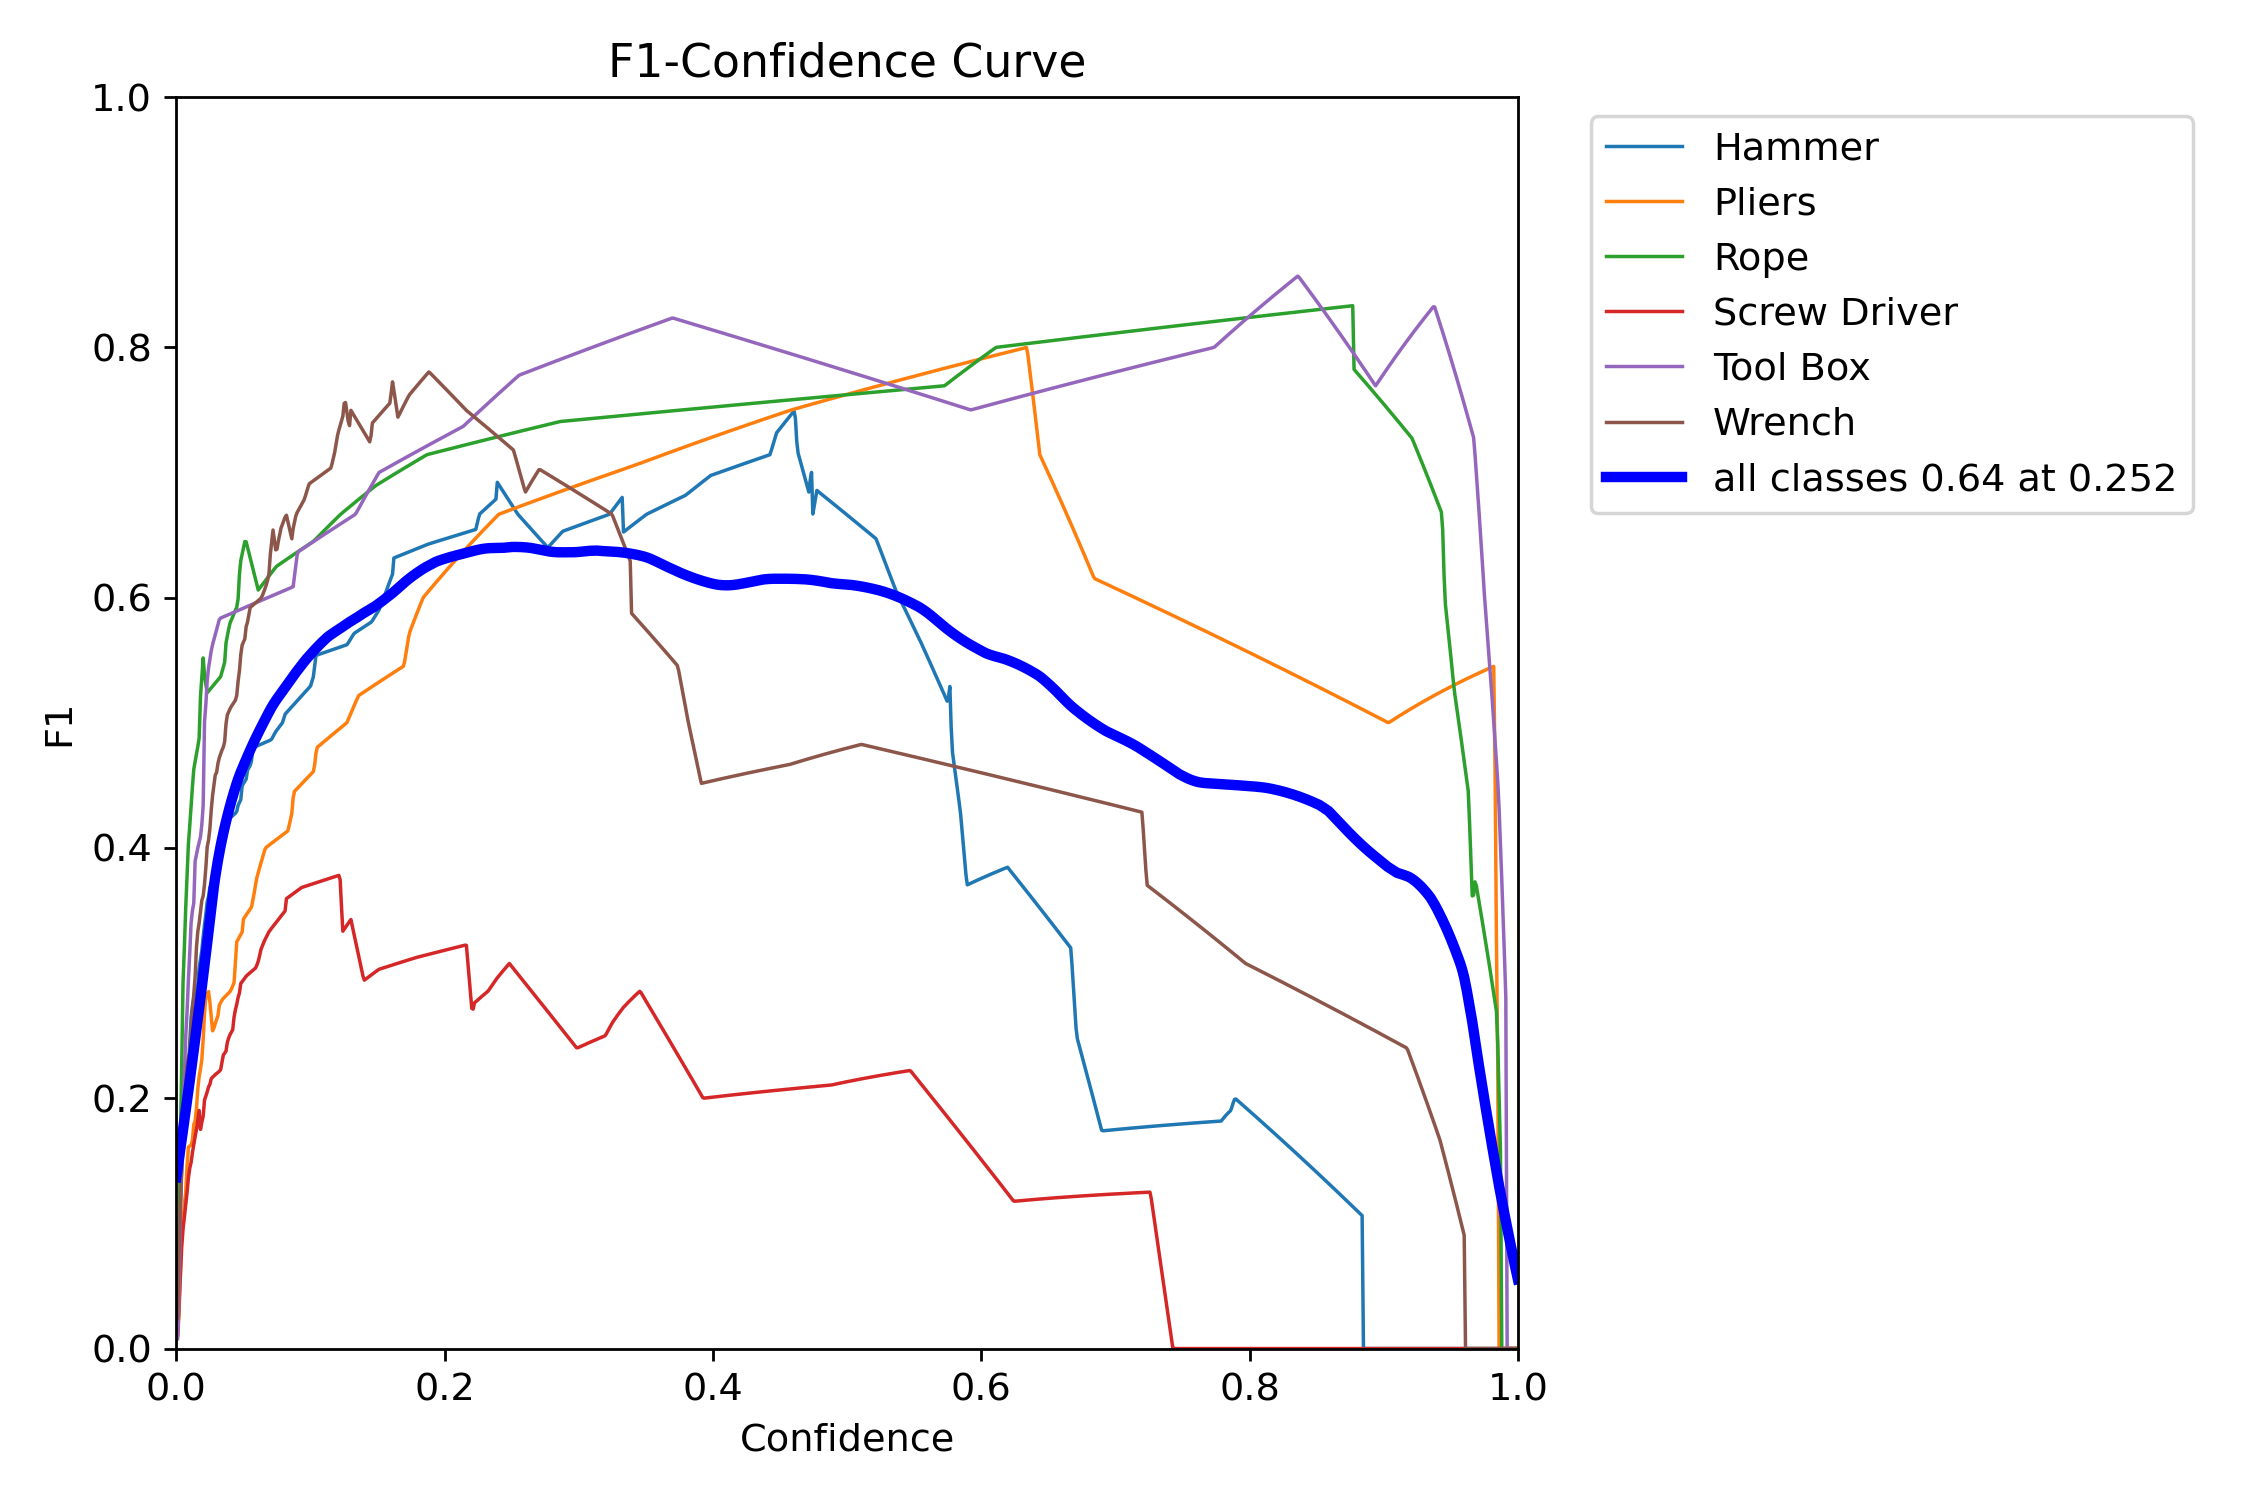 F1-Confidence Curve
1.0
0.8
0.6
0.4
0.2
0.0
F1
0.0 0.2 0.4 0.6 0.8 1.0
Confidence
Hammer
Pliers
Rope
Screw Driver
Tool Box
Wrench
all classes 0.64 at 0.252